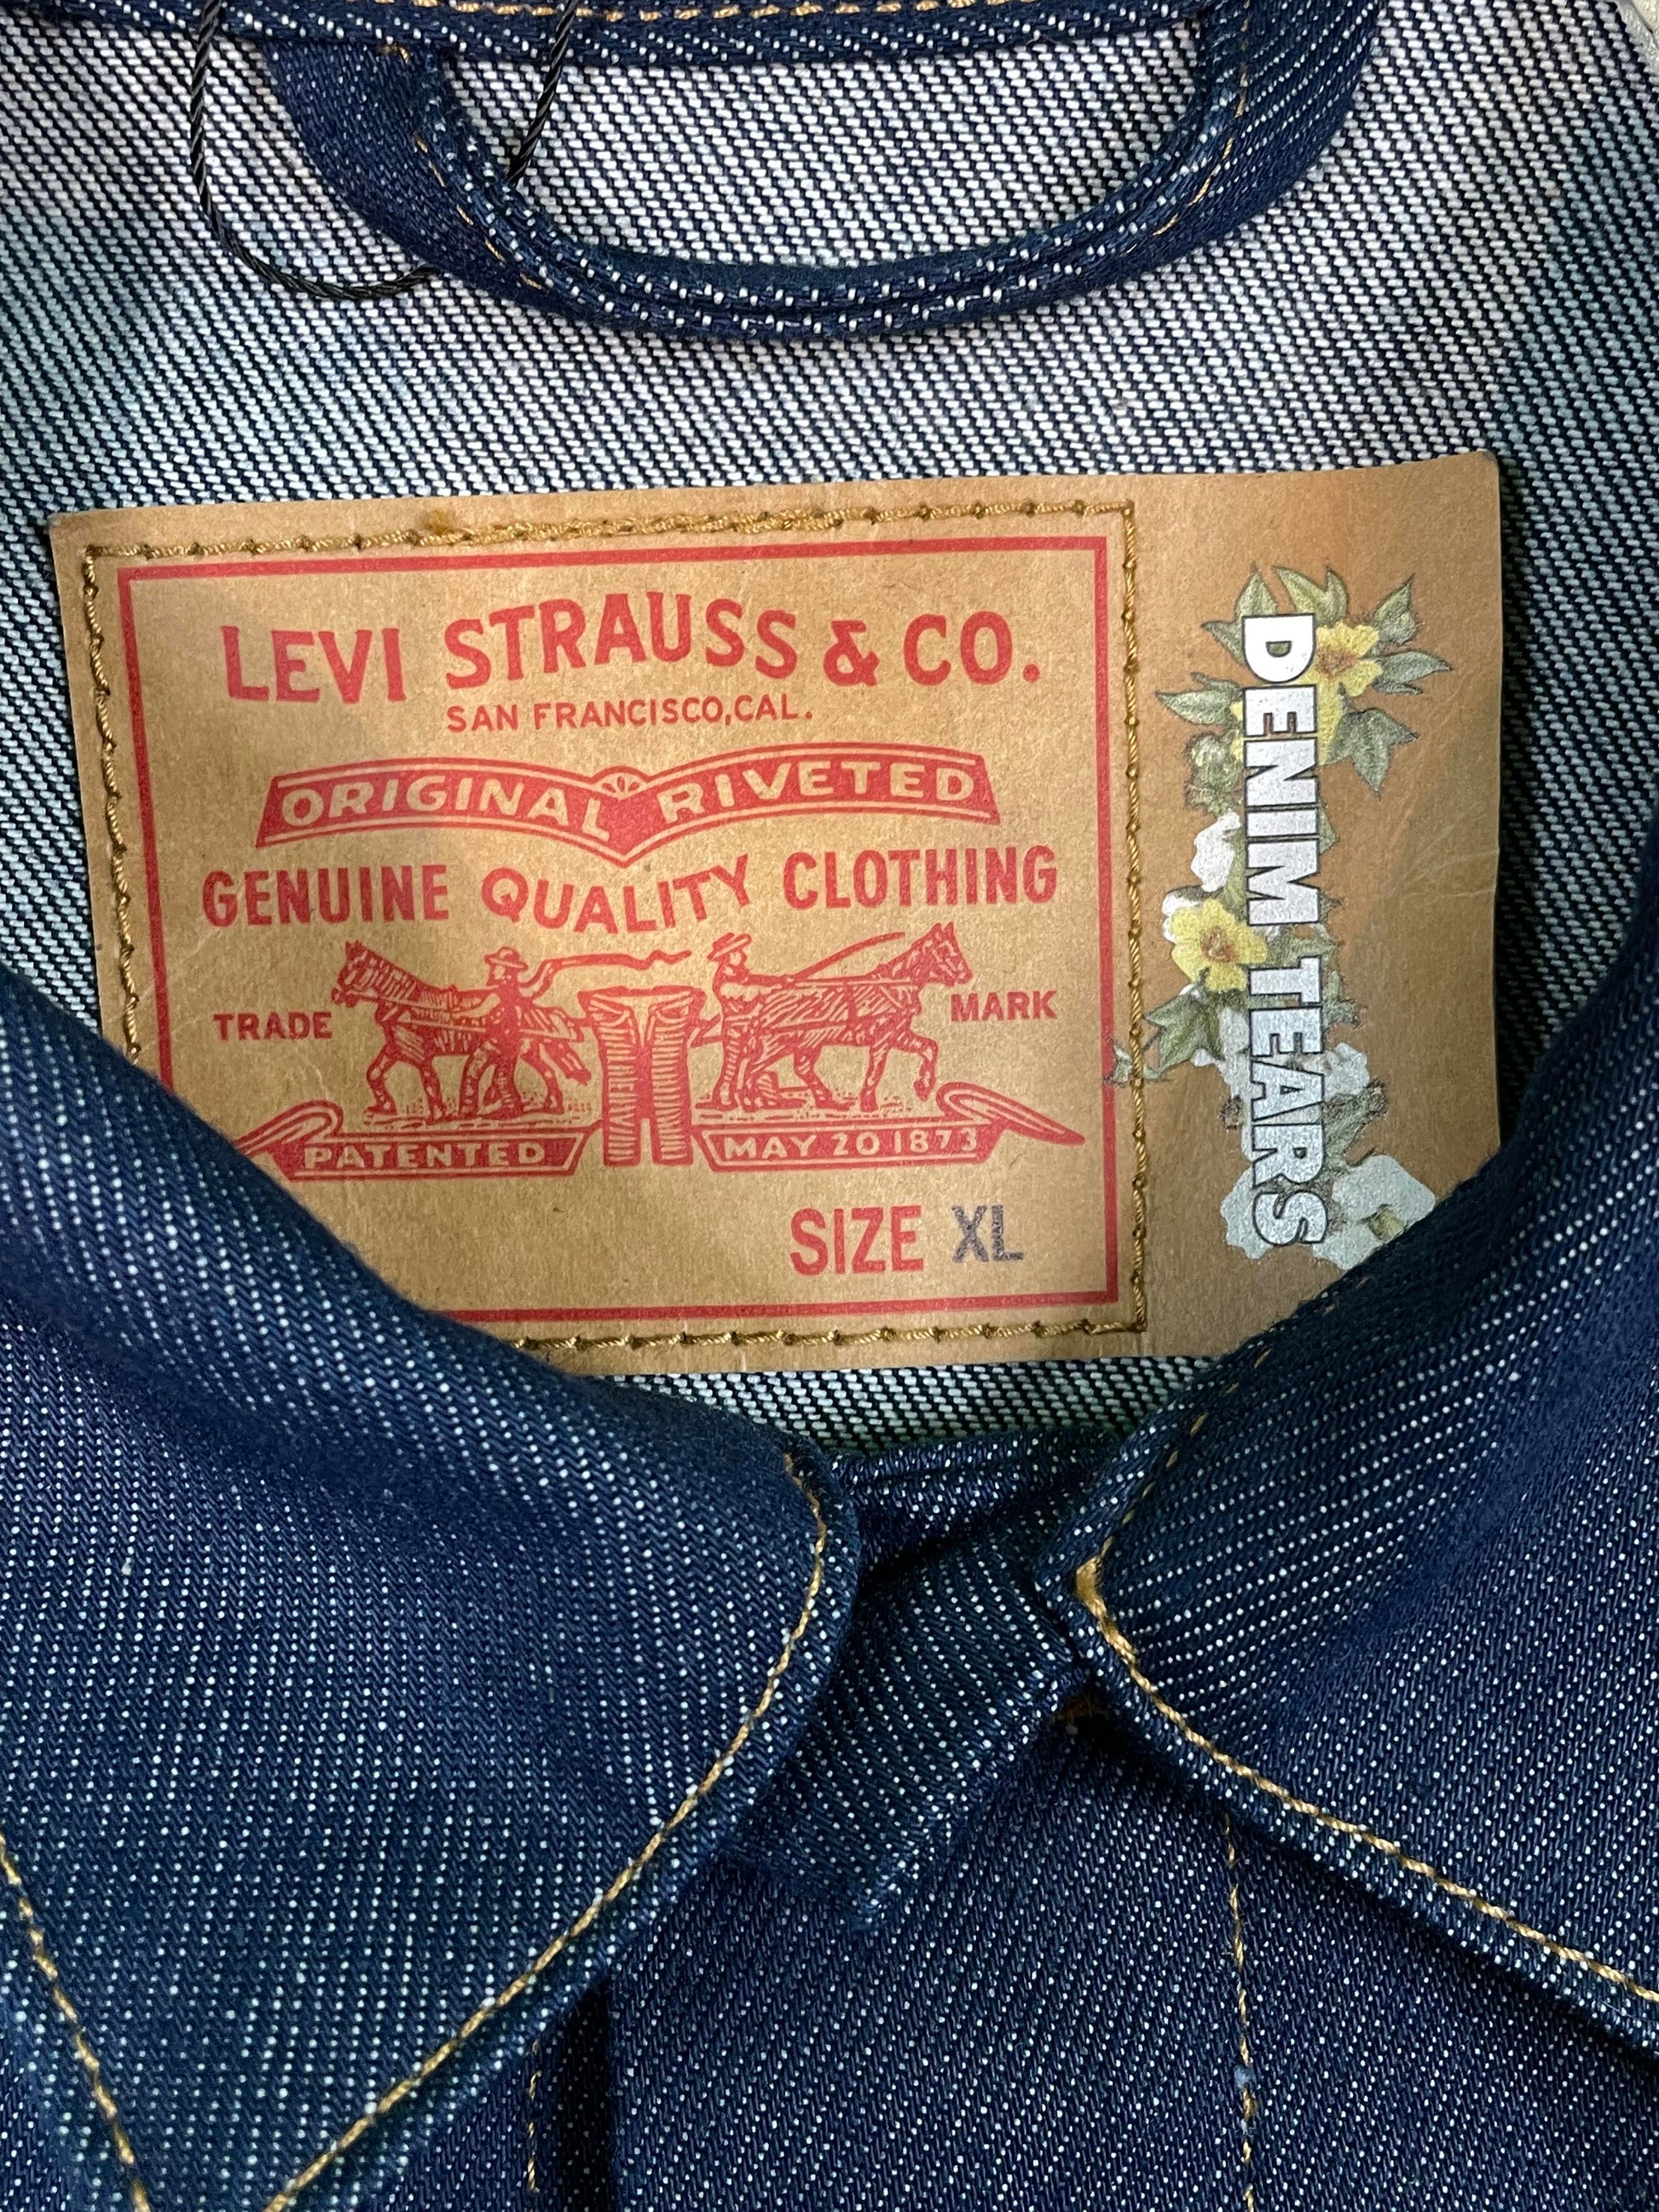 LEVI STRAUSS & CO.
SAN FRANCISCO, CAL.
ORIGINAL RIVETED
GENUINE QUALITY CLOTHING
TRADE MARK
PATENTED MAY 20 1873
SIZE XL
DENIM TEARS